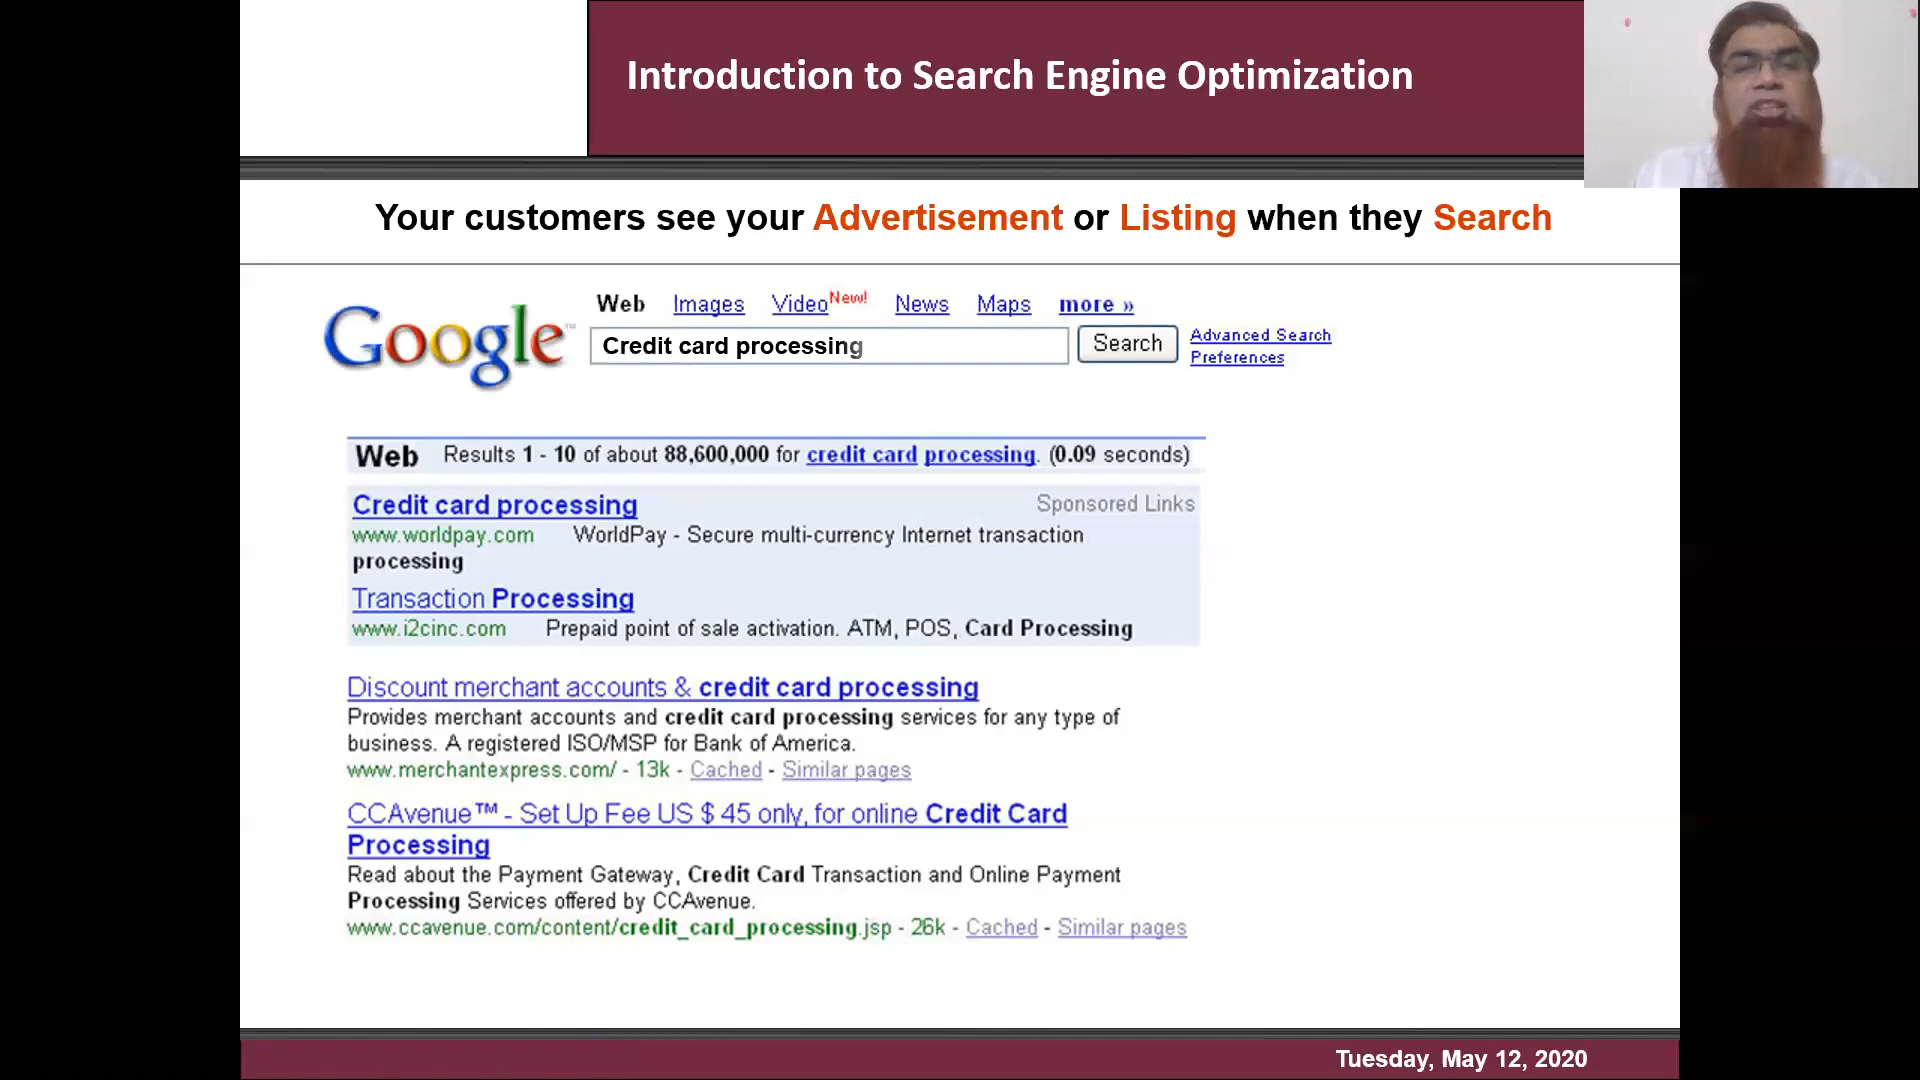 Introduction to Search Engine Optimization
Your customers see your Advertisement or Listing when they Search
Google™
Web Images Video New! News Maps more »
Credit card processing Search
Advanced Search
Preferences
Web Results 1 - 10 of about 88,600,000 for credit card processing. (0.09 seconds)
Credit card processing Sponsored Links
www.worldpay.com WorldPay - Secure multi-currency Internet transaction
processing
Transaction Processing
www.i2cinc.com Prepaid point of sale activation. ATM, POS, Card Processing
Discount merchant accounts & credit card processing
Provides merchant accounts and credit card processing services for any type of
business. A registered ISO/MSP for Bank of America.
www.merchantexpress.com/ - 13k - Cached - Similar pages
CCAvenue™ - Set Up Fee US $ 45 only, for online Credit Card
Processing
Read about the Payment Gateway, Credit Card Transaction and Online Payment
Processing Services offered by CCAvenue.
www.ccavenue.com/content/credit_card_processing.jsp - 26k - Cached - Similar pages
Tuesday, May 12, 2020